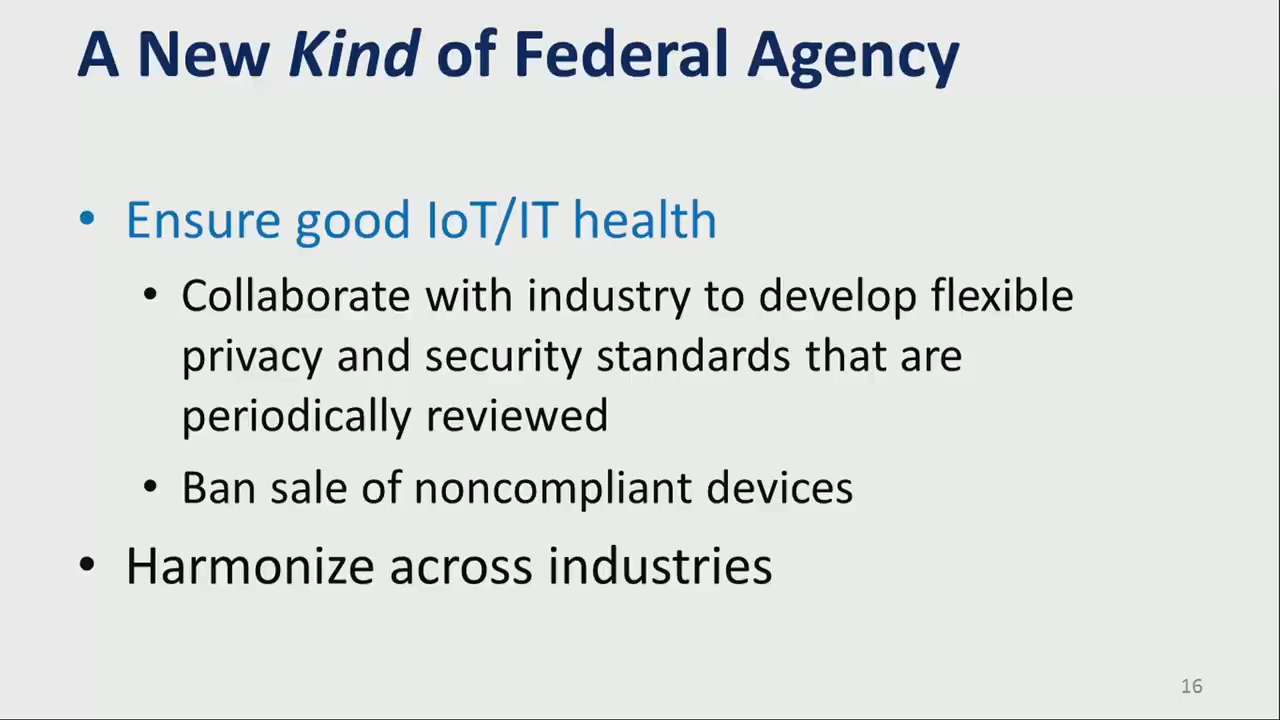 A New Kind of Federal Agency
• Ensure good IoT/IT health
• Collaborate with industry to develop flexible
privacy and security standards that are
periodically reviewed
• Ban sale of noncompliant devices
• Harmonize across industries
16